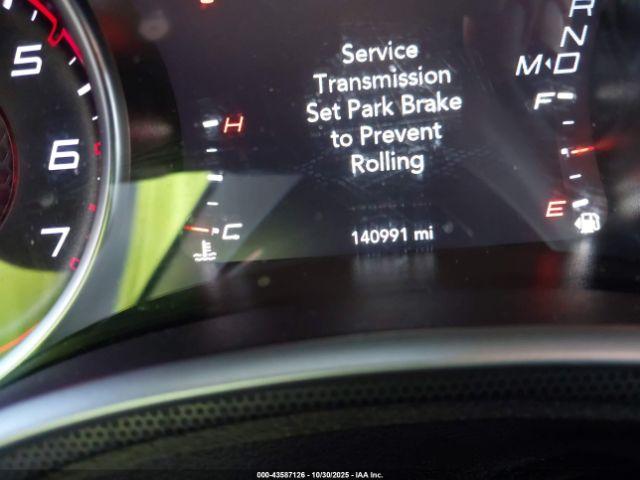 R
N
M◂D
5
6
7
Service
Transmission
Set Park Brake
to Prevent
Rolling
H
C
F
E
140991 mi
000-43587126 - 10/30/2025 - IAA Inc.